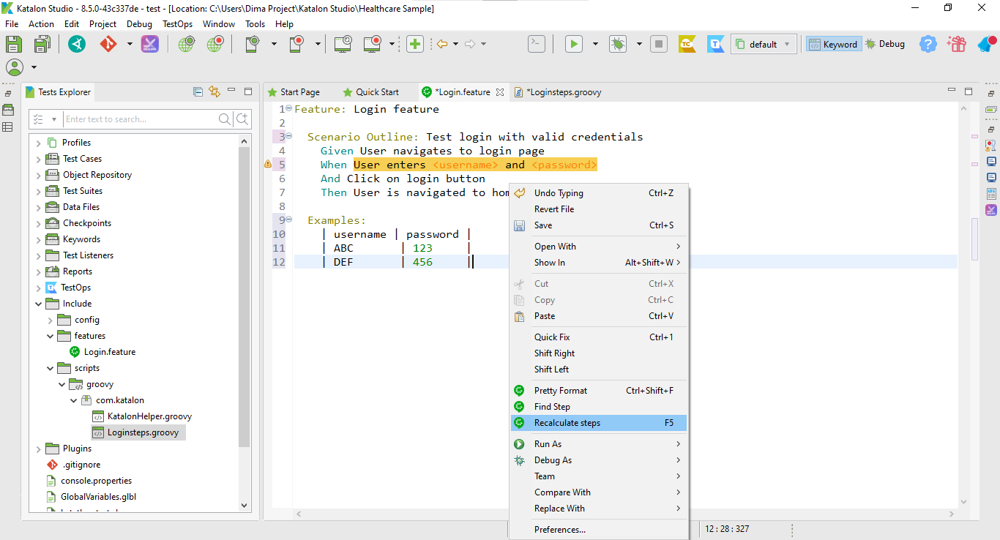 Katalon Studio - 8.5.0-43c337de - test - [Location: C:\Users\Dima Project\Katalon Studio\Healthcare Sample]
File Action Edit Project Debug TestOps Window Tools Help
TC T default Keyword Debug
Tests Explorer
Enter text to search...
Profiles
Test Cases
Object Repository
Test Suites
Data Files
Checkpoints
Keywords
Test Listeners
Reports
TestOps
Include
config
features
Login.feature
scripts
groovy
com.katalon
KatalonHelper.groovy
Loginsteps.groovy
Plugins
.gitignore
console.properties
GlobalVariables.glbl
Start Page Quick Start *Login.feature *Loginsteps.groovy
1 Feature: Login feature
2
3 Scenario Outline: Test login with valid credentials
4 Given User navigates to login page
5 When User enters <username> and <password>
6 And Click on login button
7 Then User is navigated to hom
8
9 Examples:
10 | username | password |
11 | ABC | 123 |
12 | DEF | 456 |
Undo Typing Ctrl+Z
Revert File
Save Ctrl+S
Open With
Show In Alt+Shift+W
Cut Ctrl+X
Copy Ctrl+C
Paste Ctrl+V
Quick Fix Ctrl+1
Shift Right
Shift Left
Pretty Format Ctrl+Shift+F
Find Step
Recalculate steps F5
Run As
Debug As
Team
Compare With
Replace With
Preferences...
12 : 28 : 327